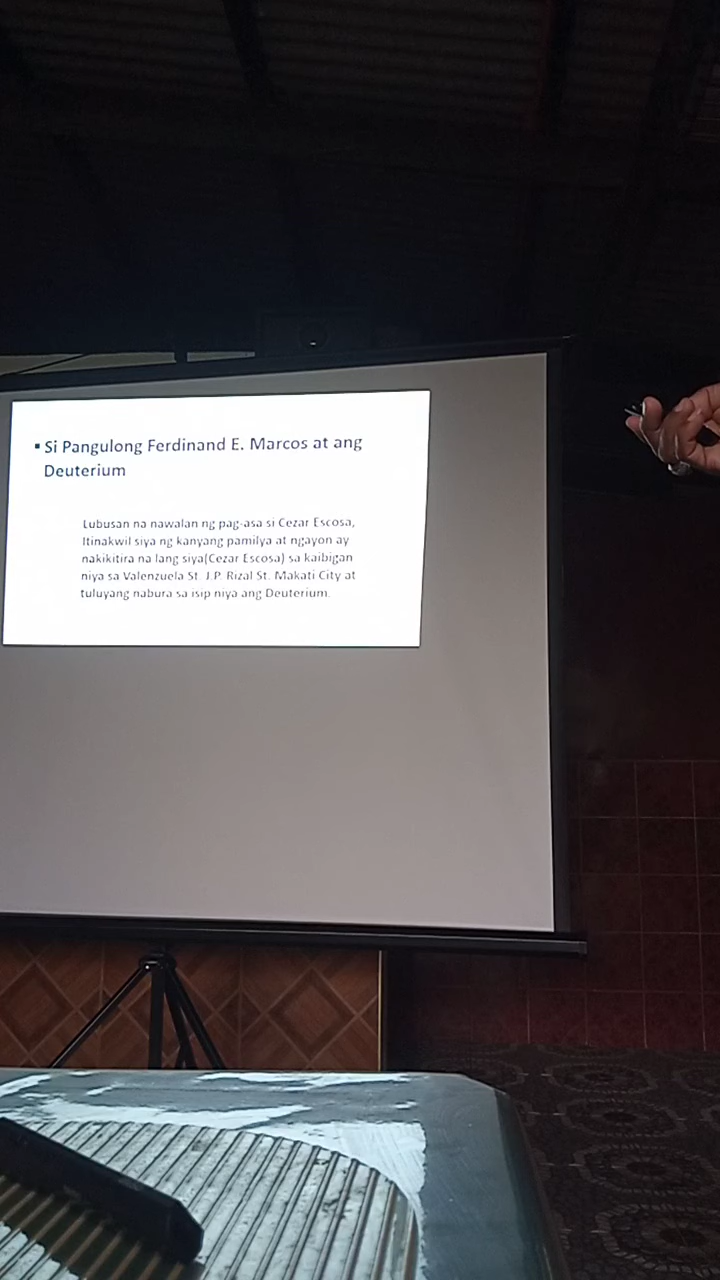 ▪ Si Pangulong Ferdinand E. Marcos at ang
Deuterium
Lubusan na nawalan ng pag-asa si Cezar Escosa,
Itinakwil siya ng kanyang pamilya at ngayon ay
nakikitira na lang siya(Cezar Escosa) sa kaibigan
niya sa Valenzuela St. J.P. Rizal St. Makati City at
tuluyang nabura sa isip niya ang Deuterium.